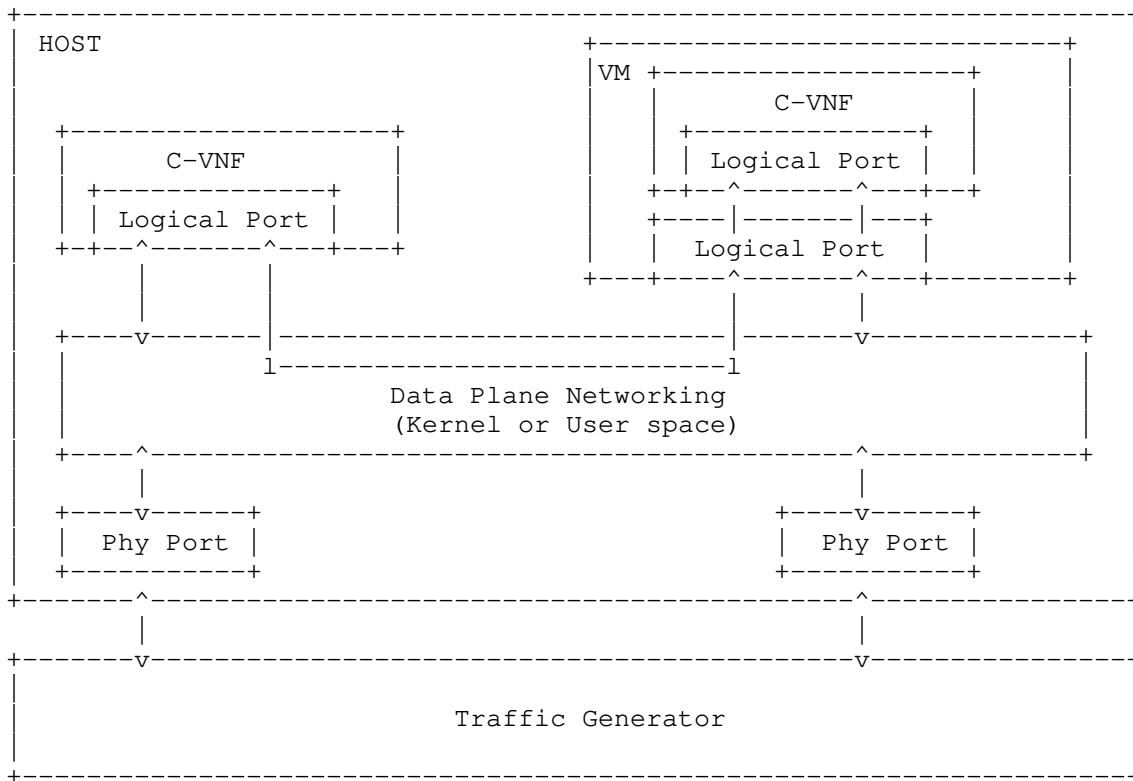 HOST
VM
C-VNF
C-VNF
Logical Port
Logical Port
Logical Port
Data Plane Networking
(Kernel or User space)
Phy Port Phy Port
Traffic Generator